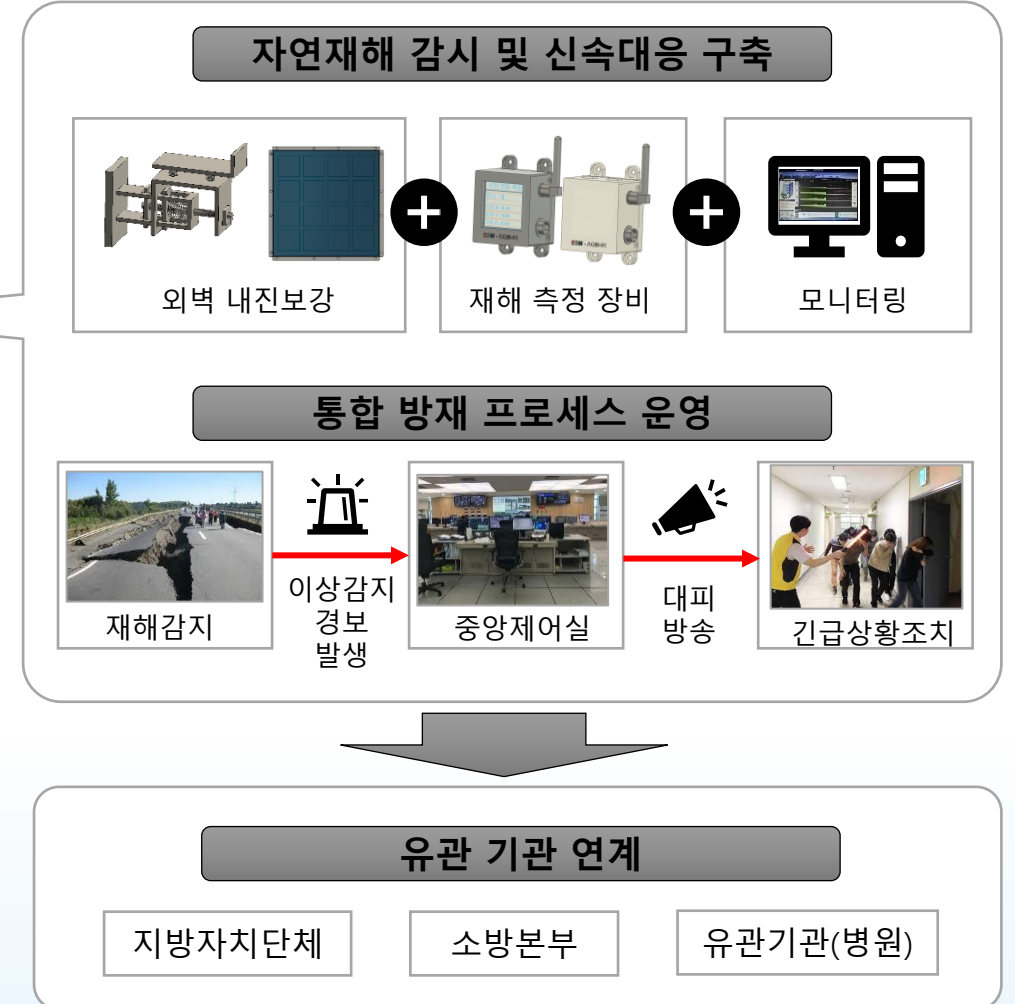 자연재해 감시 및 신속대응 구축
외벽 내진보강
재해 측정 장비
모니터링
통합 방재 프로세스 운영
재해감지
이상감지
경보
발생
중앙제어실
대피
방송
긴급상황조치
유관 기관 연계
지방자치단체
소방본부
유관기관(병원)